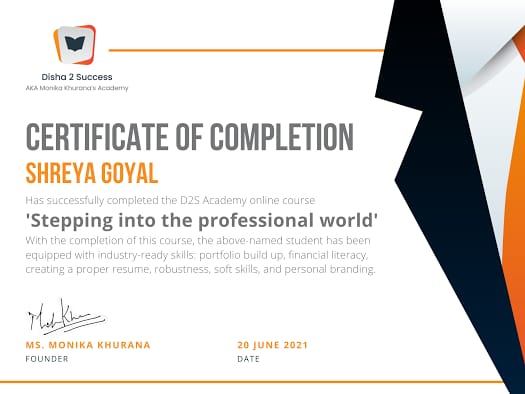 Disha 2 Success
AKA Monika Khurana's Academy
CERTIFICATE OF COMPLETION
SHREYA GOYAL
Has successfully completed the D2S Academy online course
'Stepping into the professional world'
With the completion of this course, the above-named student has been
equipped with industry-ready skills: portfolio build up, financial literacy,
creating a proper resume, robustness, soft skills, and personal branding.
MS. MONIKA KHURANA
FOUNDER
20 JUNE 2021
DATE